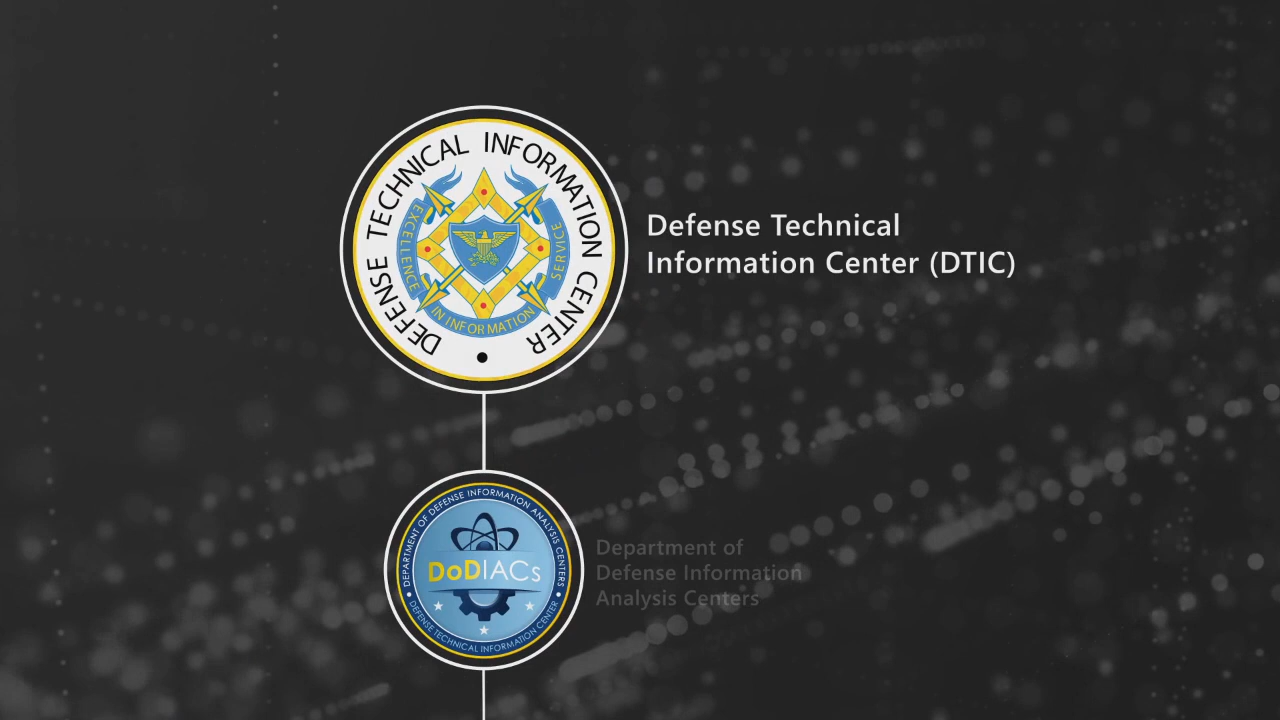 DEFENSE TECHNICAL INFORMATION CENTER
EXCELLENCE
IN INFORMATION
SERVICE
Defense Technical
Information Center (DTIC)
DEPARTMENT OF DEFENSE INFORMATION ANALYSIS CENTERS
DoDIACs
DEFENSE TECHNICAL INFORMATION CENTER
Department of
Defense Information
Analysis Centers